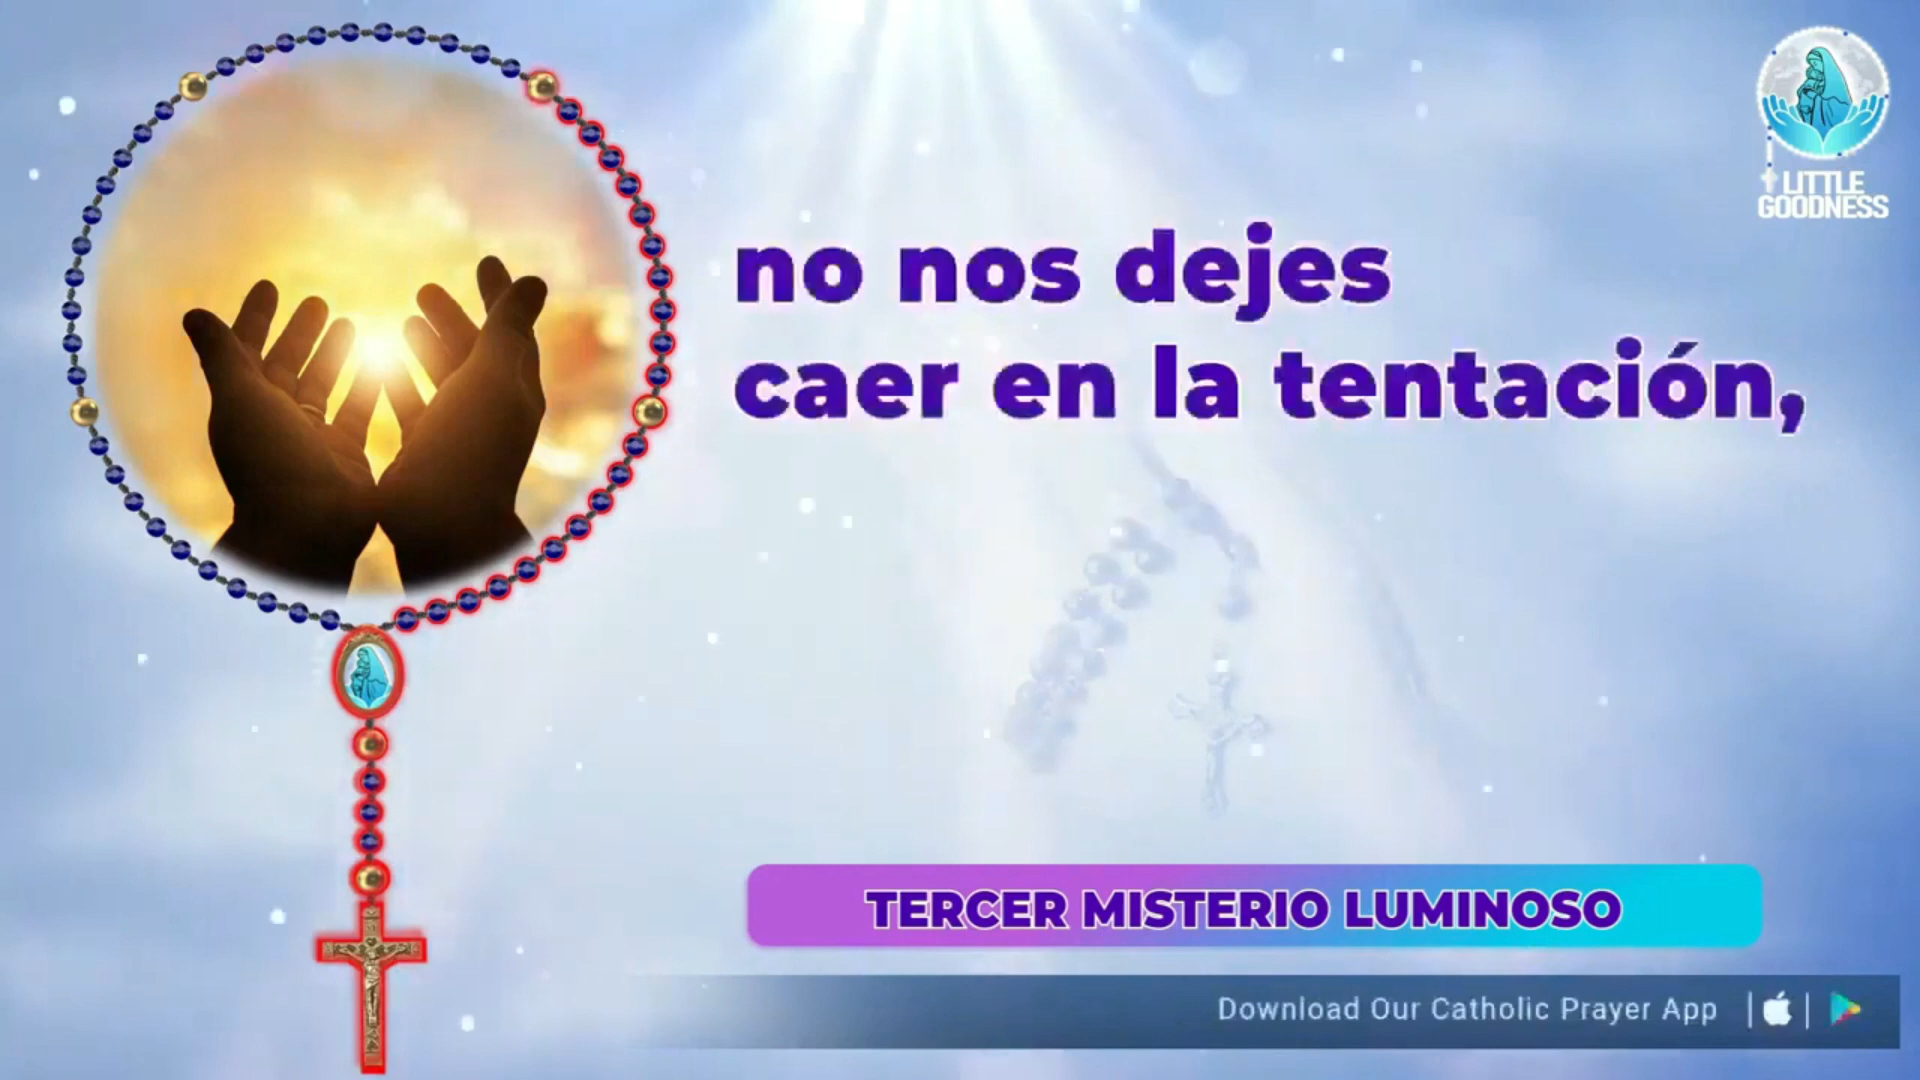 LITTLE
GOODNESS
no nos dejes
caer en la tentación,
TERCER MISTERIO LUMINOSO
Download Our Catholic Prayer App